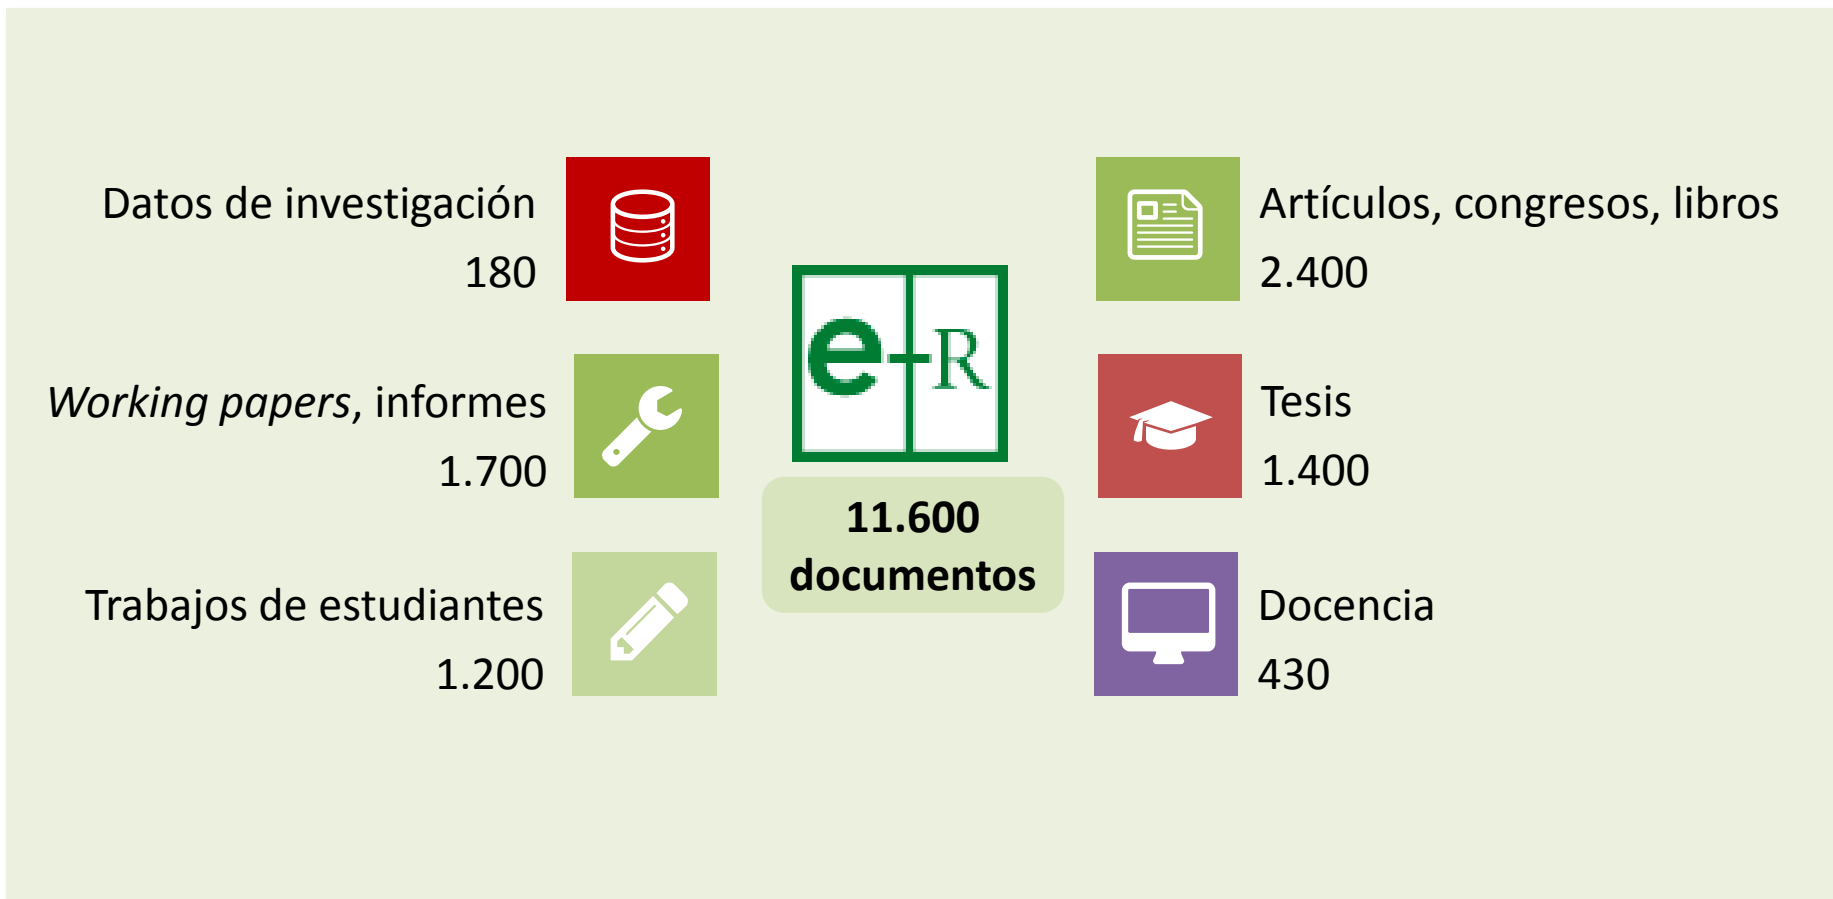 Datos de investigación
180
Working papers, informes
1.700
Trabajos de estudiantes
1.200
e-R
11.600
documentos
Artículos, congresos, libros
2.400
Tesis
1.400
Docencia
430